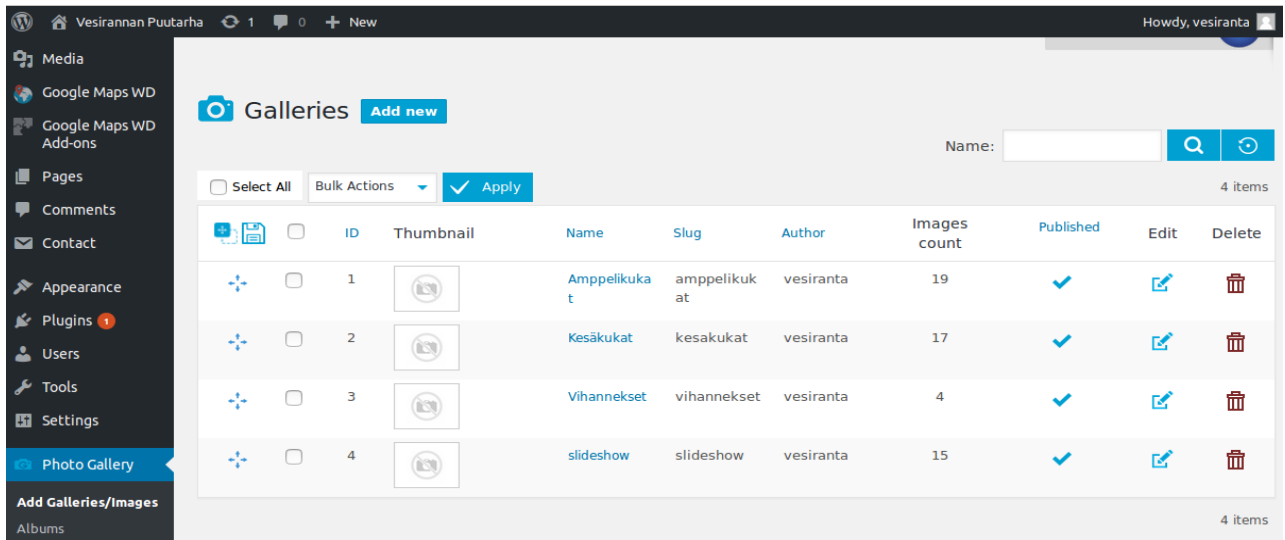 Vesirannan Puutarha 1 0 + New Howdy, vesiranta
Media
Google Maps WD
Google Maps WD
Add-ons
Pages
Comments
Contact
Appearance
Plugins 1
Users
Tools
Settings
Photo Gallery
Add Galleries/Images
Albums
Galleries Add new
Name:
Select All Bulk Actions Apply 4 items
ID Thumbnail Name Slug Author Images count Published Edit Delete
1 Amppelikuka amppelikuk vesiranta 19
t at
2 Kesäkukat kesakukat vesiranta 17
3 Vihannekset vihannekset vesiranta 4
4 slideshow slideshow vesiranta 15
4 items